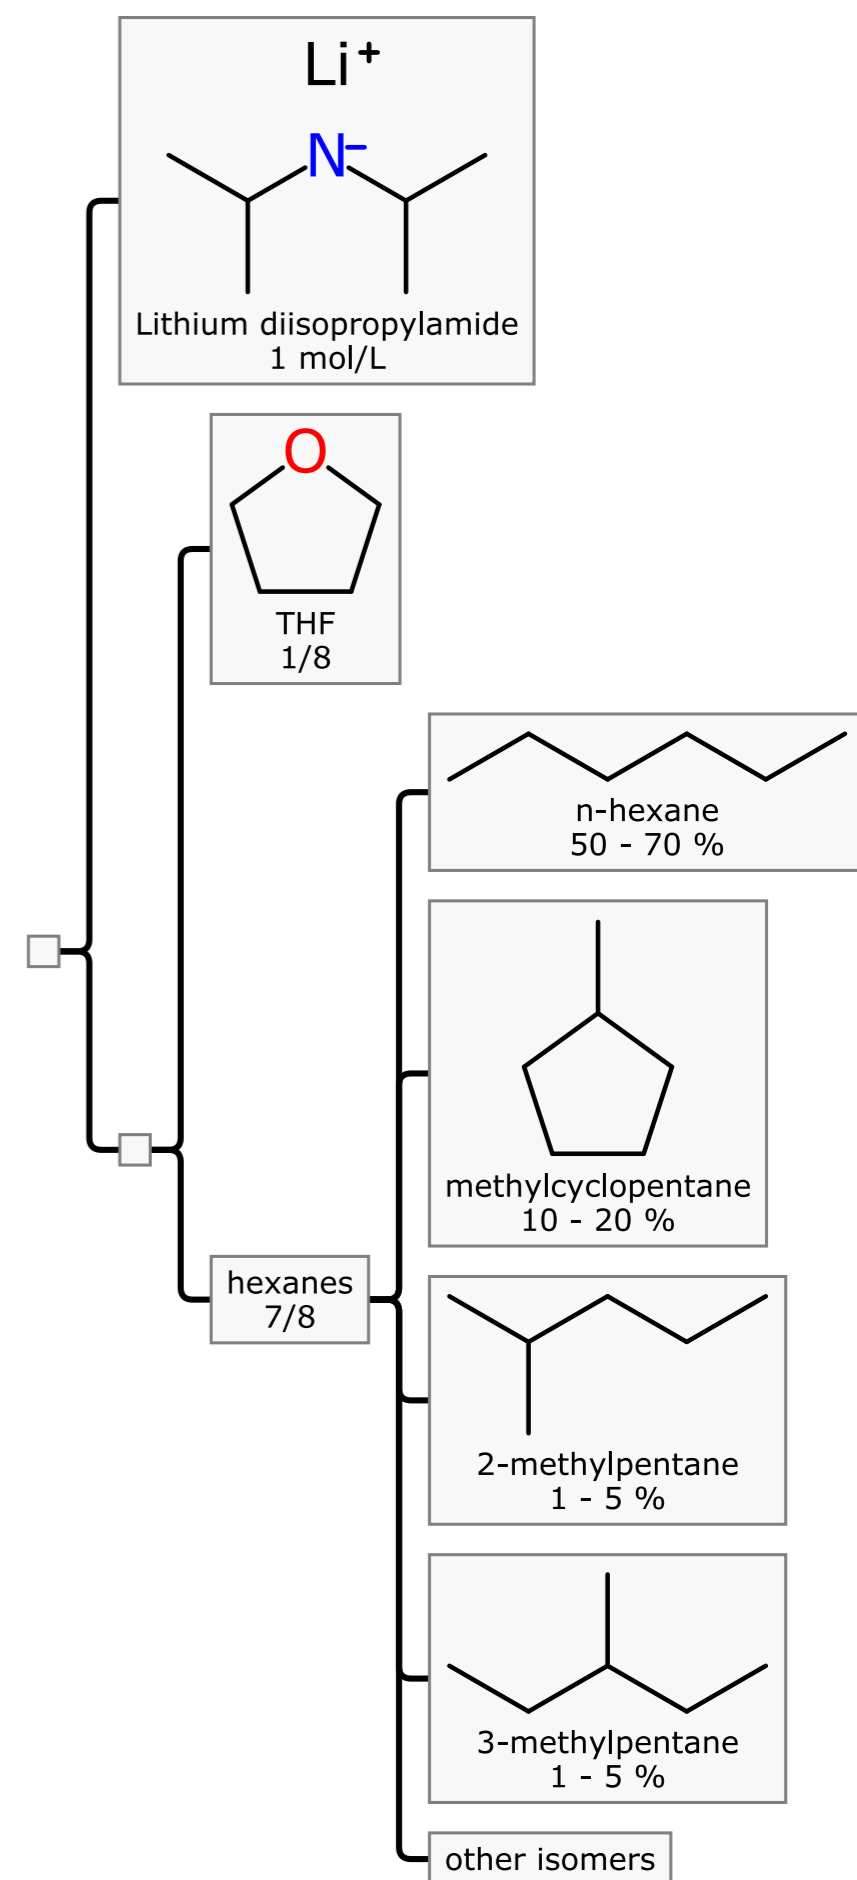 Li+
N–
Lithium diisopropylamide
1 mol/L
O
THF
1/8
n-hexane
50 - 70 %
methylcyclopentane
10 - 20 %
hexanes
7/8
2-methylpentane
1 - 5 %
3-methylpentane
1 - 5 %
other isomers